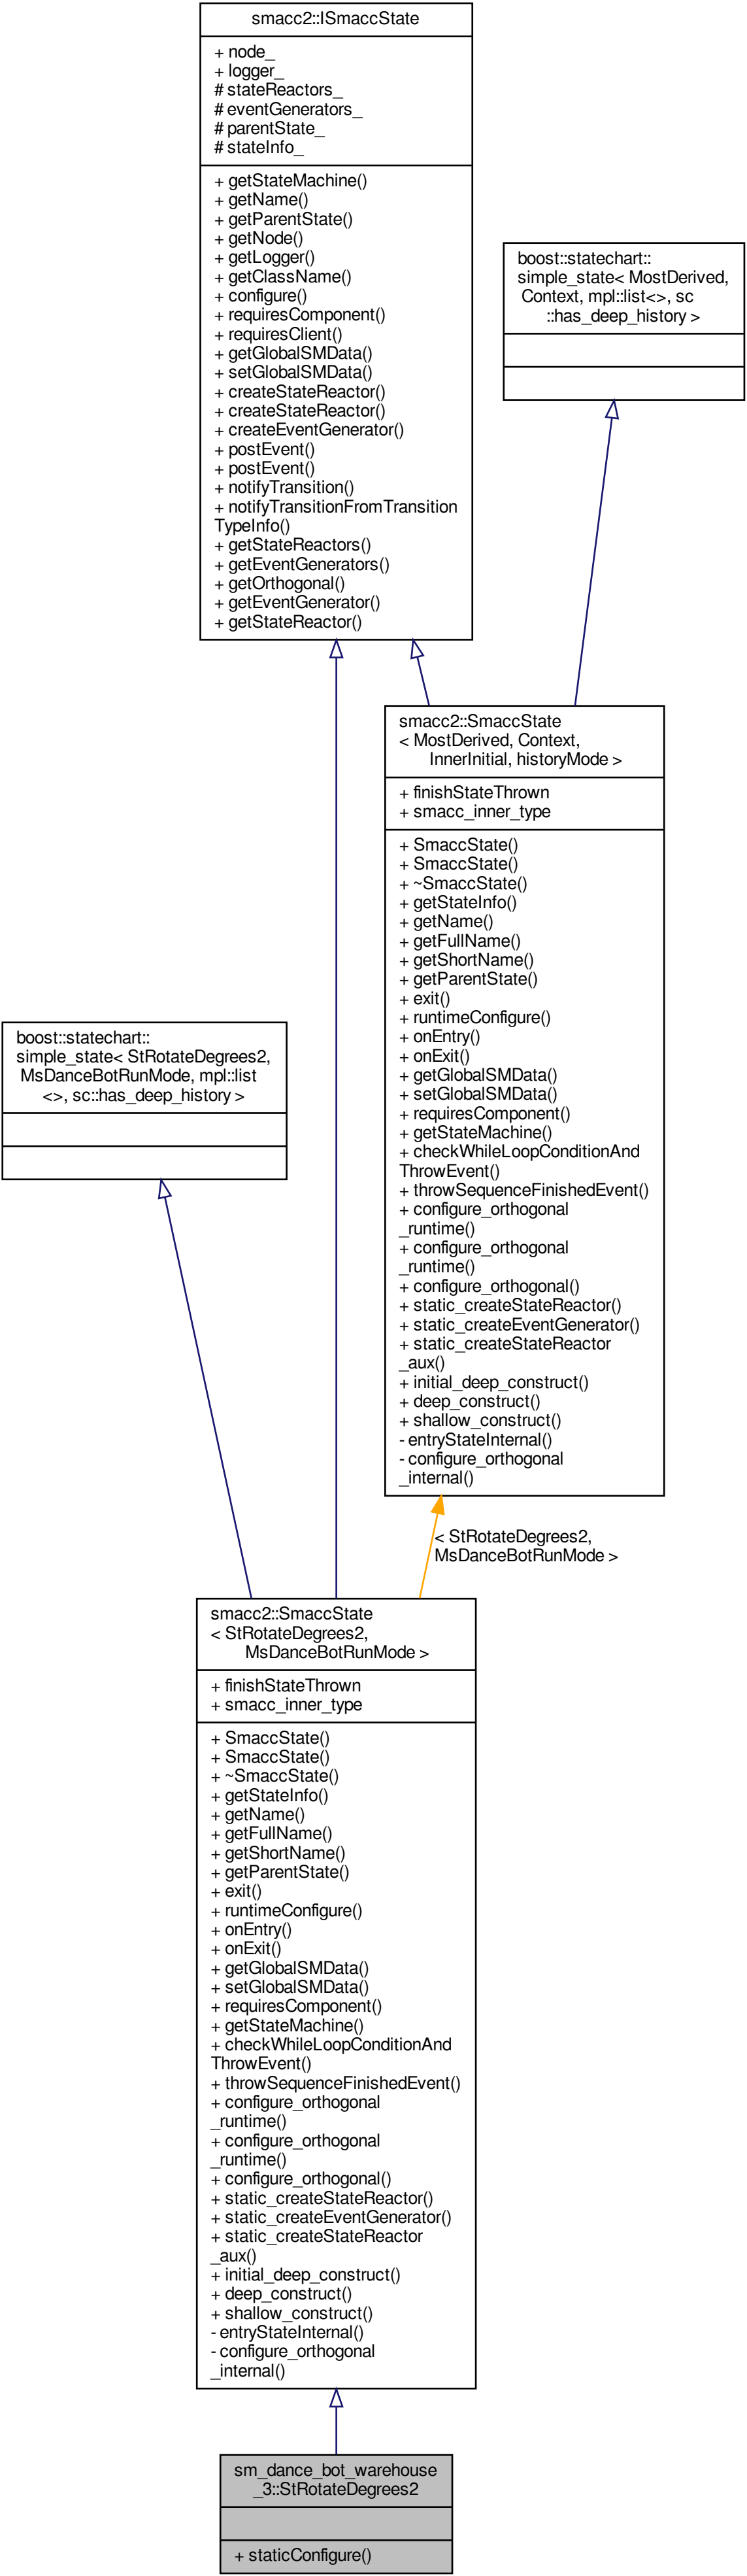 smacc2::ISmaccState
+ node_
+ logger_
# stateReactors_
# eventGenerators_
# parentState_
# stateInfo_
+ getStateMachine()
+ getName()
+ getParentState()
+ getNode()
+ getLogger()
+ getClassName()
+ configure()
+ requiresComponent()
+ requiresClient()
+ getGlobalSMData()
+ setGlobalSMData()
+ createStateReactor()
+ createStateReactor()
+ createEventGenerator()
+ postEvent()
+ postEvent()
+ notifyTransition()
+ notifyTransitionFromTransition
TypeInfo()
+ getStateReactors()
+ getEventGenerators()
+ getOrthogonal()
+ getEventGenerator()
+ getStateReactor()
boost::statechart::
simple_state< MostDerived,
Context, mpl::list<>, sc
::has_deep_history >
smacc2::SmaccState
< MostDerived, Context,
InnerInitial, historyMode >
+ finishStateThrown
+ smacc_inner_type
+ SmaccState()
+ SmaccState()
+ ~SmaccState()
+ getStateInfo()
+ getName()
+ getFullName()
+ getShortName()
+ getParentState()
+ exit()
+ runtimeConfigure()
+ onEntry()
+ onExit()
+ getGlobalSMData()
+ setGlobalSMData()
+ requiresComponent()
+ getStateMachine()
+ checkWhileLoopConditionAnd
ThrowEvent()
+ throwSequenceFinishedEvent()
+ configure_orthogonal
_runtime()
+ configure_orthogonal
_runtime()
+ configure_orthogonal()
+ static_createStateReactor()
+ static_createEventGenerator()
+ static_createStateReactor
_aux()
+ initial_deep_construct()
+ deep_construct()
+ shallow_construct()
- entryStateInternal()
- configure_orthogonal
_internal()
boost::statechart::
simple_state< StRotateDegrees2,
MsDanceBotRunMode, mpl::list
<>, sc::has_deep_history >
< StRotateDegrees2,
MsDanceBotRunMode >
smacc2::SmaccState
< StRotateDegrees2,
MsDanceBotRunMode >
+ finishStateThrown
+ smacc_inner_type
+ SmaccState()
+ SmaccState()
+ ~SmaccState()
+ getStateInfo()
+ getName()
+ getFullName()
+ getShortName()
+ getParentState()
+ exit()
+ runtimeConfigure()
+ onEntry()
+ onExit()
+ getGlobalSMData()
+ setGlobalSMData()
+ requiresComponent()
+ getStateMachine()
+ checkWhileLoopConditionAnd
ThrowEvent()
+ throwSequenceFinishedEvent()
+ configure_orthogonal
_runtime()
+ configure_orthogonal
_runtime()
+ configure_orthogonal()
+ static_createStateReactor()
+ static_createEventGenerator()
+ static_createStateReactor
_aux()
+ initial_deep_construct()
+ deep_construct()
+ shallow_construct()
- entryStateInternal()
- configure_orthogonal
_internal()
sm_dance_bot_warehouse
_3::StRotateDegrees2
+ staticConfigure()